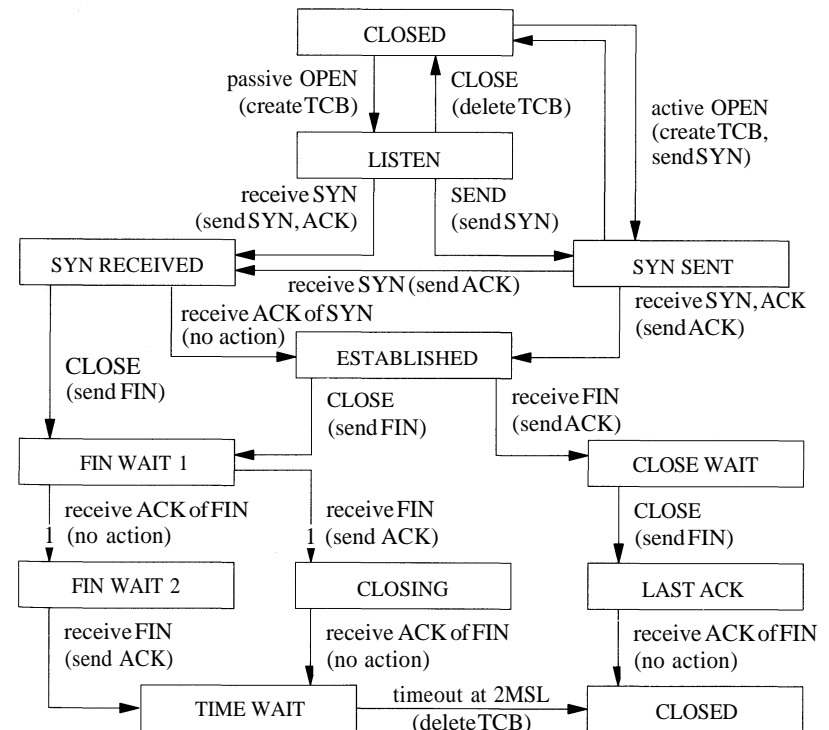 CLOSED
passive OPEN
(create TCB)
CLOSE
(delete TCB)
active OPEN
(create TCB,
send SYN)
LISTEN
receive SYN
(send SYN, ACK)
SEND
(send SYN)
SYN RECEIVED
SYN SENT
receive SYN (send ACK)
receive ACK of SYN
(no action)
receive SYN, ACK
(send ACK)
ESTABLISHED
CLOSE
(send FIN)
CLOSE
(send FIN)
receive FIN
(send ACK)
FIN WAIT 1
CLOSE WAIT
receive ACK of FIN
1 (no action)
receive FIN
1 (send ACK)
CLOSE
(send FIN)
FIN WAIT 2
CLOSING
LAST ACK
receive FIN
(send ACK)
receive ACK of FIN
(no action)
receive ACK of FIN
(no action)
TIME WAIT
timeout at 2MSL
(delete TCB)
CLOSED